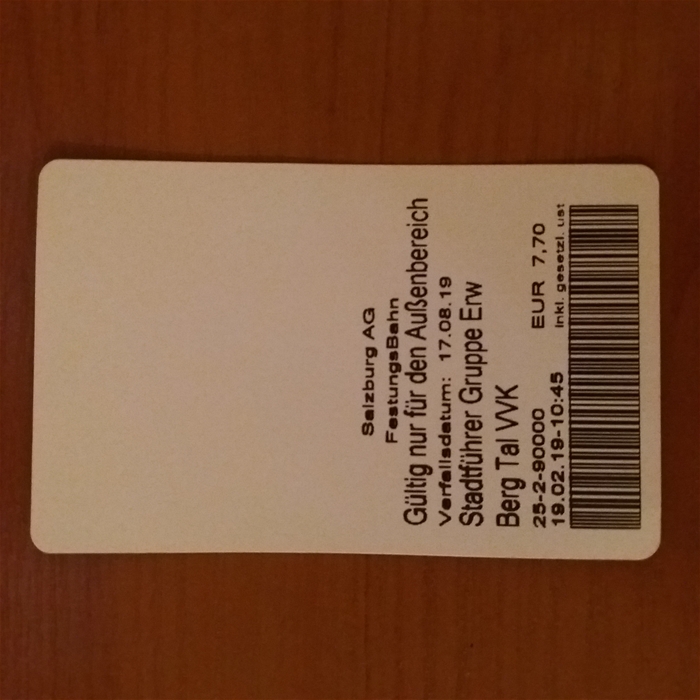 Salzburg AG
FestungsBahn
Gültig nur für den Außenbereich
Verfallsdatum: 17.08.19
Stadtführer Gruppe Erw
Berg Tal VVK
25-2-90000 EUR 7,70
19.02.19-10:45 inkl. gesetzl. ust